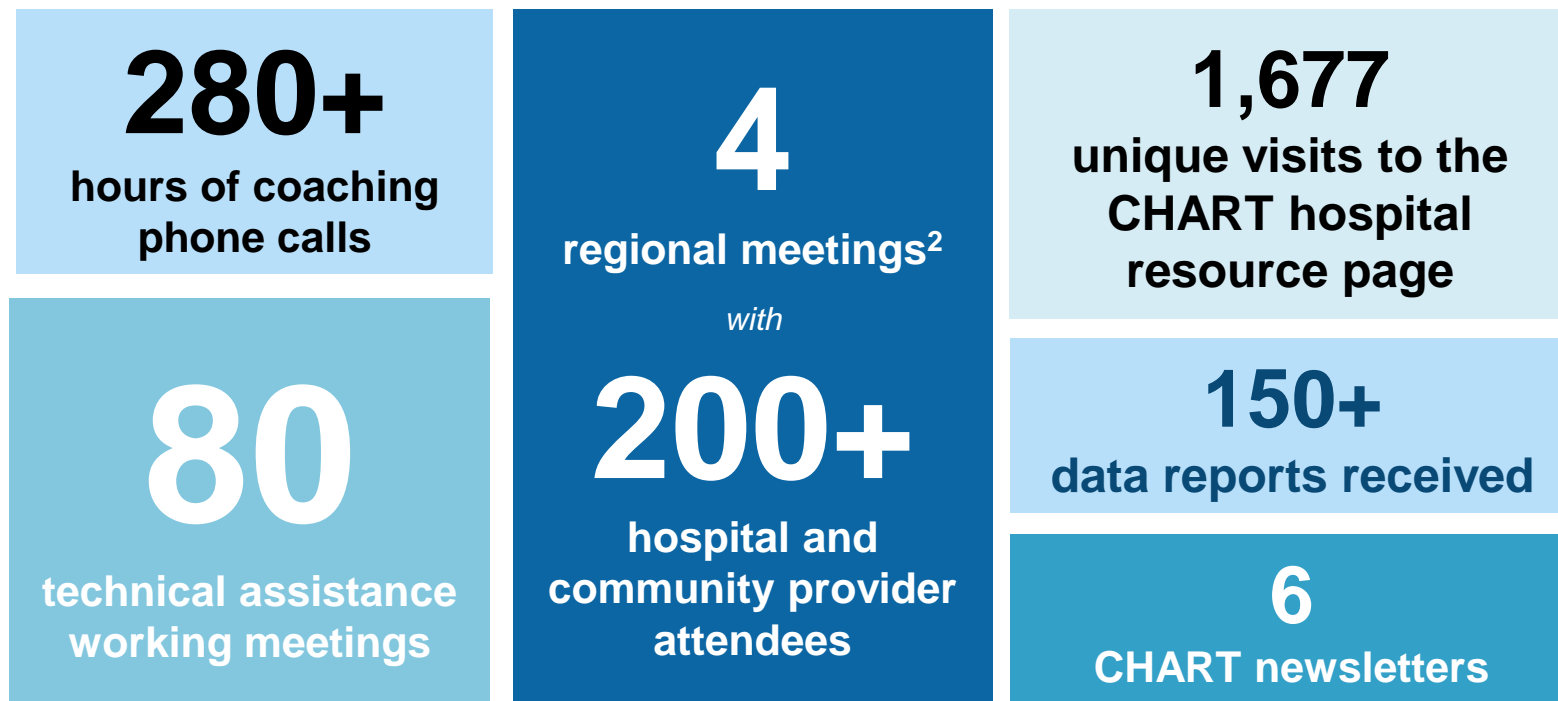 280+
hours of coaching
phone calls
80
technical assistance
working meetings
4
regional meetings²
with
200+
hospital and
community provider
attendees
1,677
unique visits to the
CHART hospital
resource page
150+
data reports received
6
CHART newsletters